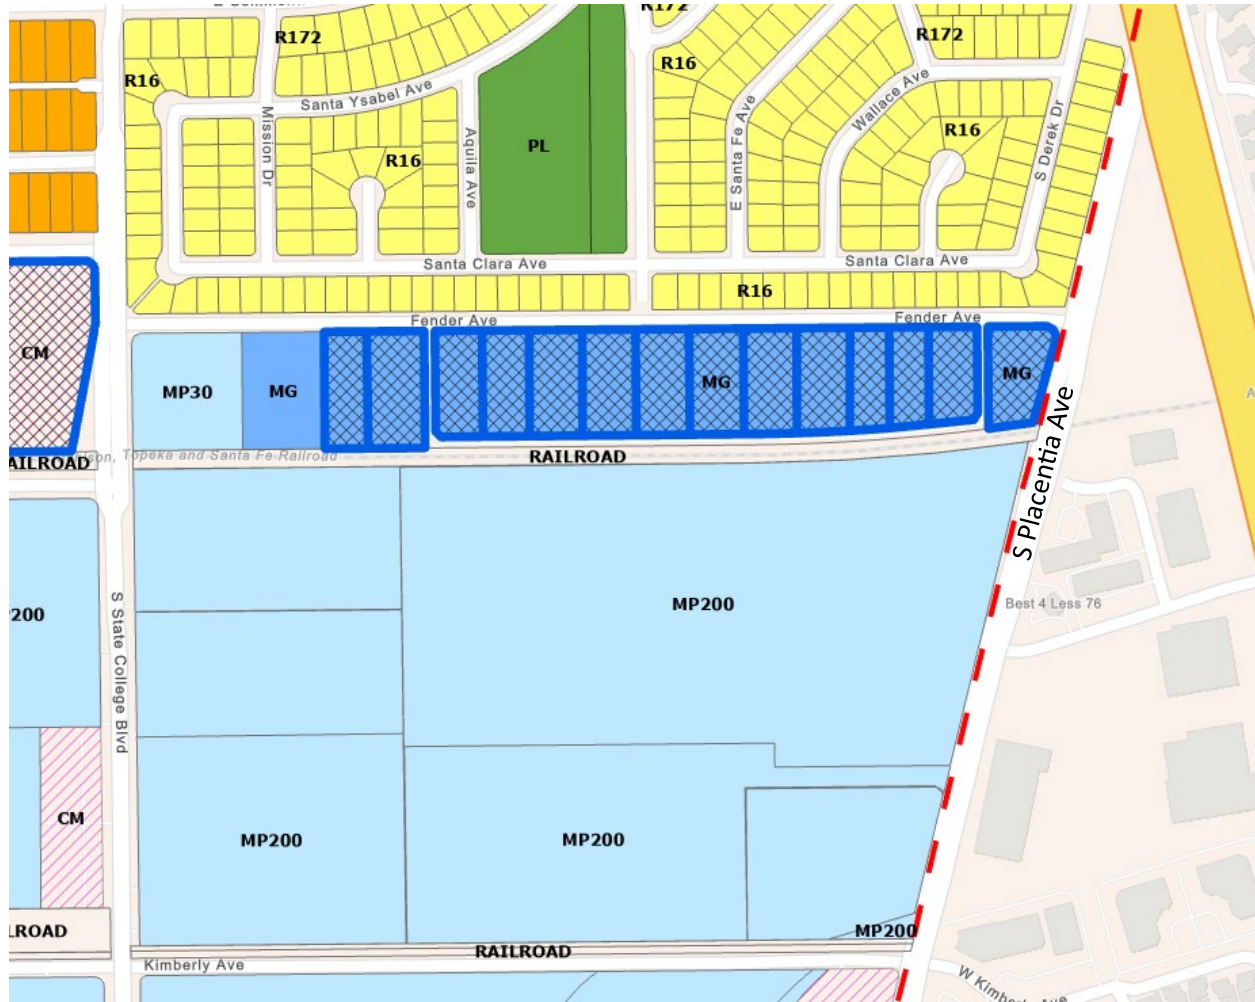 R172
R172
R172
R16
R16
Santa Ysabel Ave
Mission Dr
Aquila Ave
R16
PL
E Santa Fe Ave
Wallace Ave
R16
S Derek Dr
Santa Clara Ave
Santa Clara Ave
R16
Fender Ave
Fender Ave
CM
MP30
MG
MG
MG
S Placentia Ave
RAILROAD
Topeka and Santa Fe Railroad
RAILROAD
MP200
Best 4 Less 76
200
S State College Blvd
CM
MP200
MP200
MP200
LROAD
RAILROAD
Kimberly Ave
W Kimberly Ave